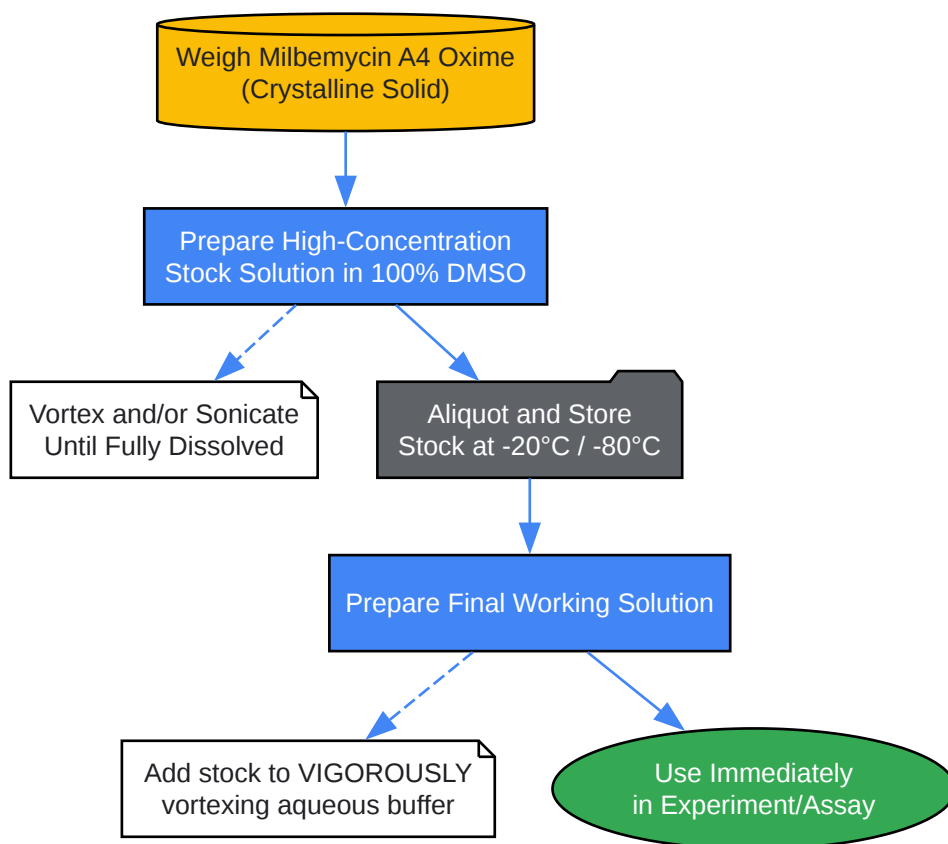 Weigh Milbemycin A4 Oxime
(Crystalline Solid)
Prepare High-Concentration
Stock Solution in 100% DMSO
Vortex and/or Sonicate
Until Fully Dissolved
Aliquot and Store
Stock at -20°C / -80°C
Prepare Final Working Solution
Add stock to VIGOROUSLY
vortexing aqueous buffer
Use Immediately
in Experiment/Assay